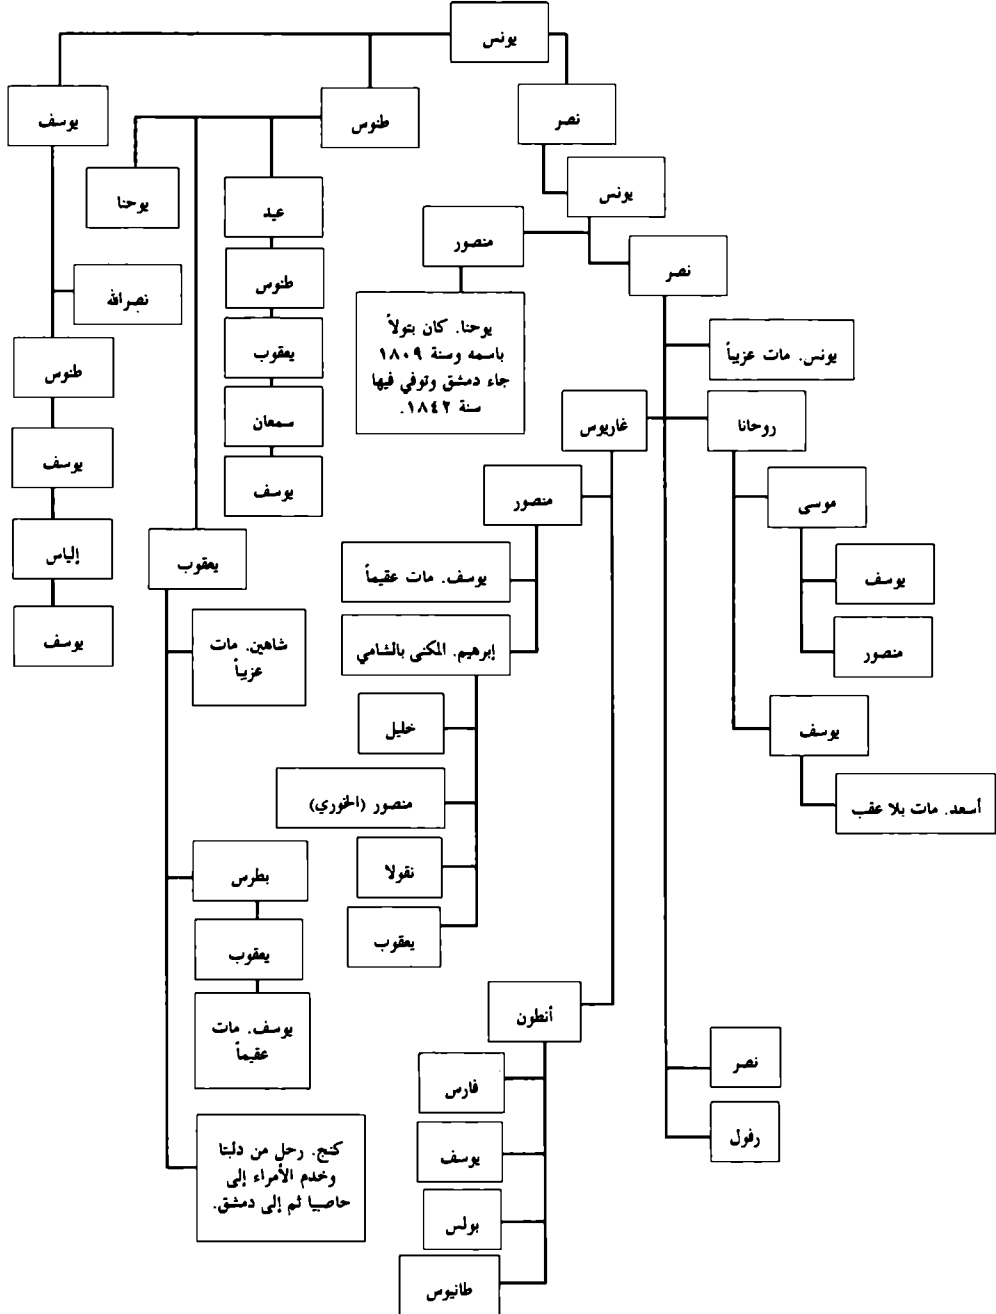 يونس
نصر
طنوس
يوسف
يونس
منصور
نصر
يوحنا. كان بتولاً
باسمه وسنة ١٨٠٩
جاء دمشق وتوفي فيها
سنة ١٨٤٢.
يونس. مات عزيباً
روحانا
غاريوس
موسى
يوسف
منصور
يوسف
أسعد. مات بلا عقب
منصور
يوسف. مات عقيماً
إبرهيم. المكنى بالشامي
خليل
منصور (الخوري)
نقولا
يعقوب
أنطون
فارس
يوسف
بولس
طانيوس
نصر
رفول
عيد
طنوس
يعقوب
سمعان
يوسف
يوحنا
يعقوب
شاهين. مات
عزيباً
بطرس
يعقوب
يوسف. مات
عقيماً
كنج. رحل من دلبتا
وخدم الأمراء إلى
حاصبيا ثم إلى دمشق.
نصرالله
طنوس
يوسف
إلياس
يوسف